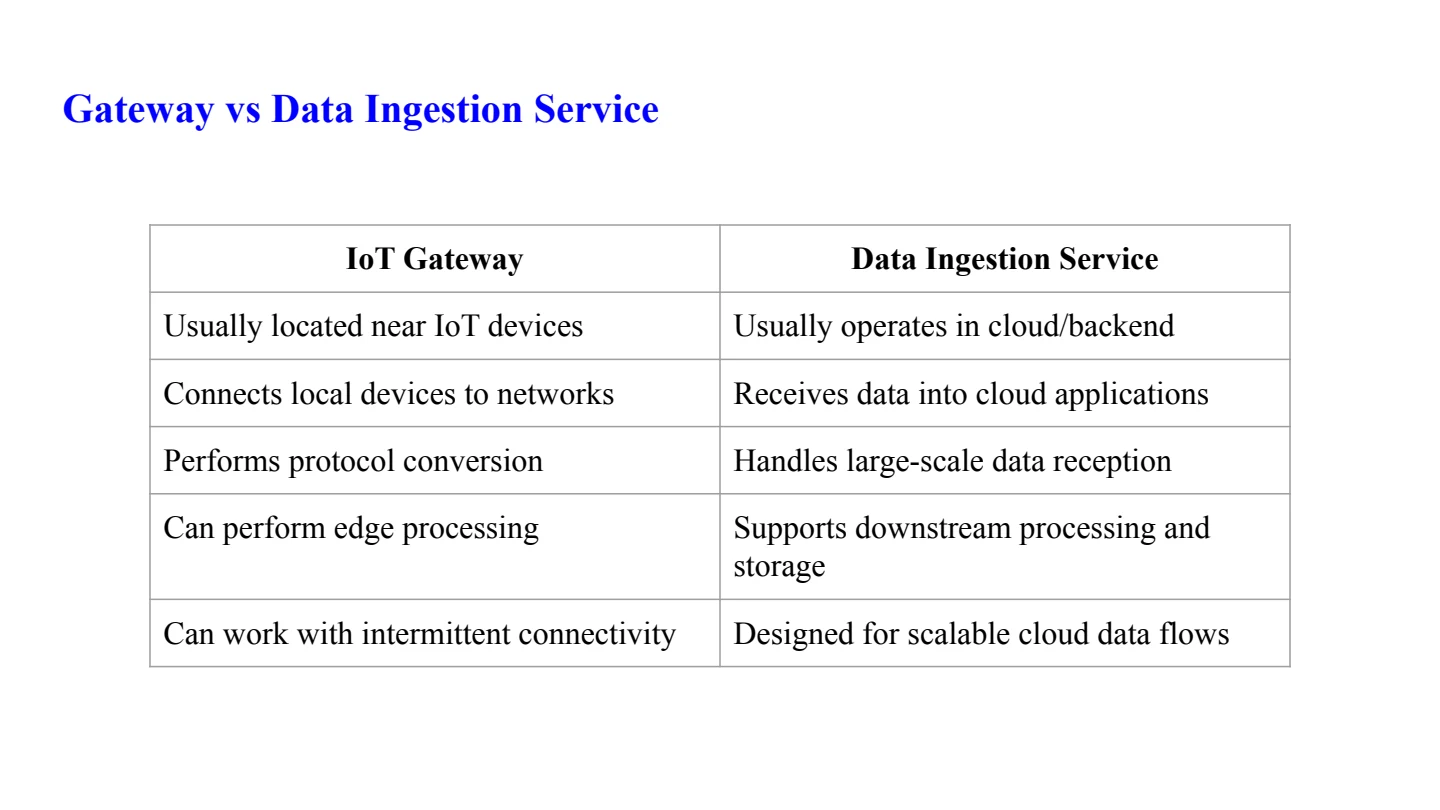 Gateway vs Data Ingestion Service
IoT Gateway
Data Ingestion Service
Usually located near IoT devices
Usually operates in cloud/backend
Connects local devices to networks
Receives data into cloud applications
Performs protocol conversion
Handles large-scale data reception
Can perform edge processing
Supports downstream processing and
storage
Can work with intermittent connectivity
Designed for scalable cloud data flows